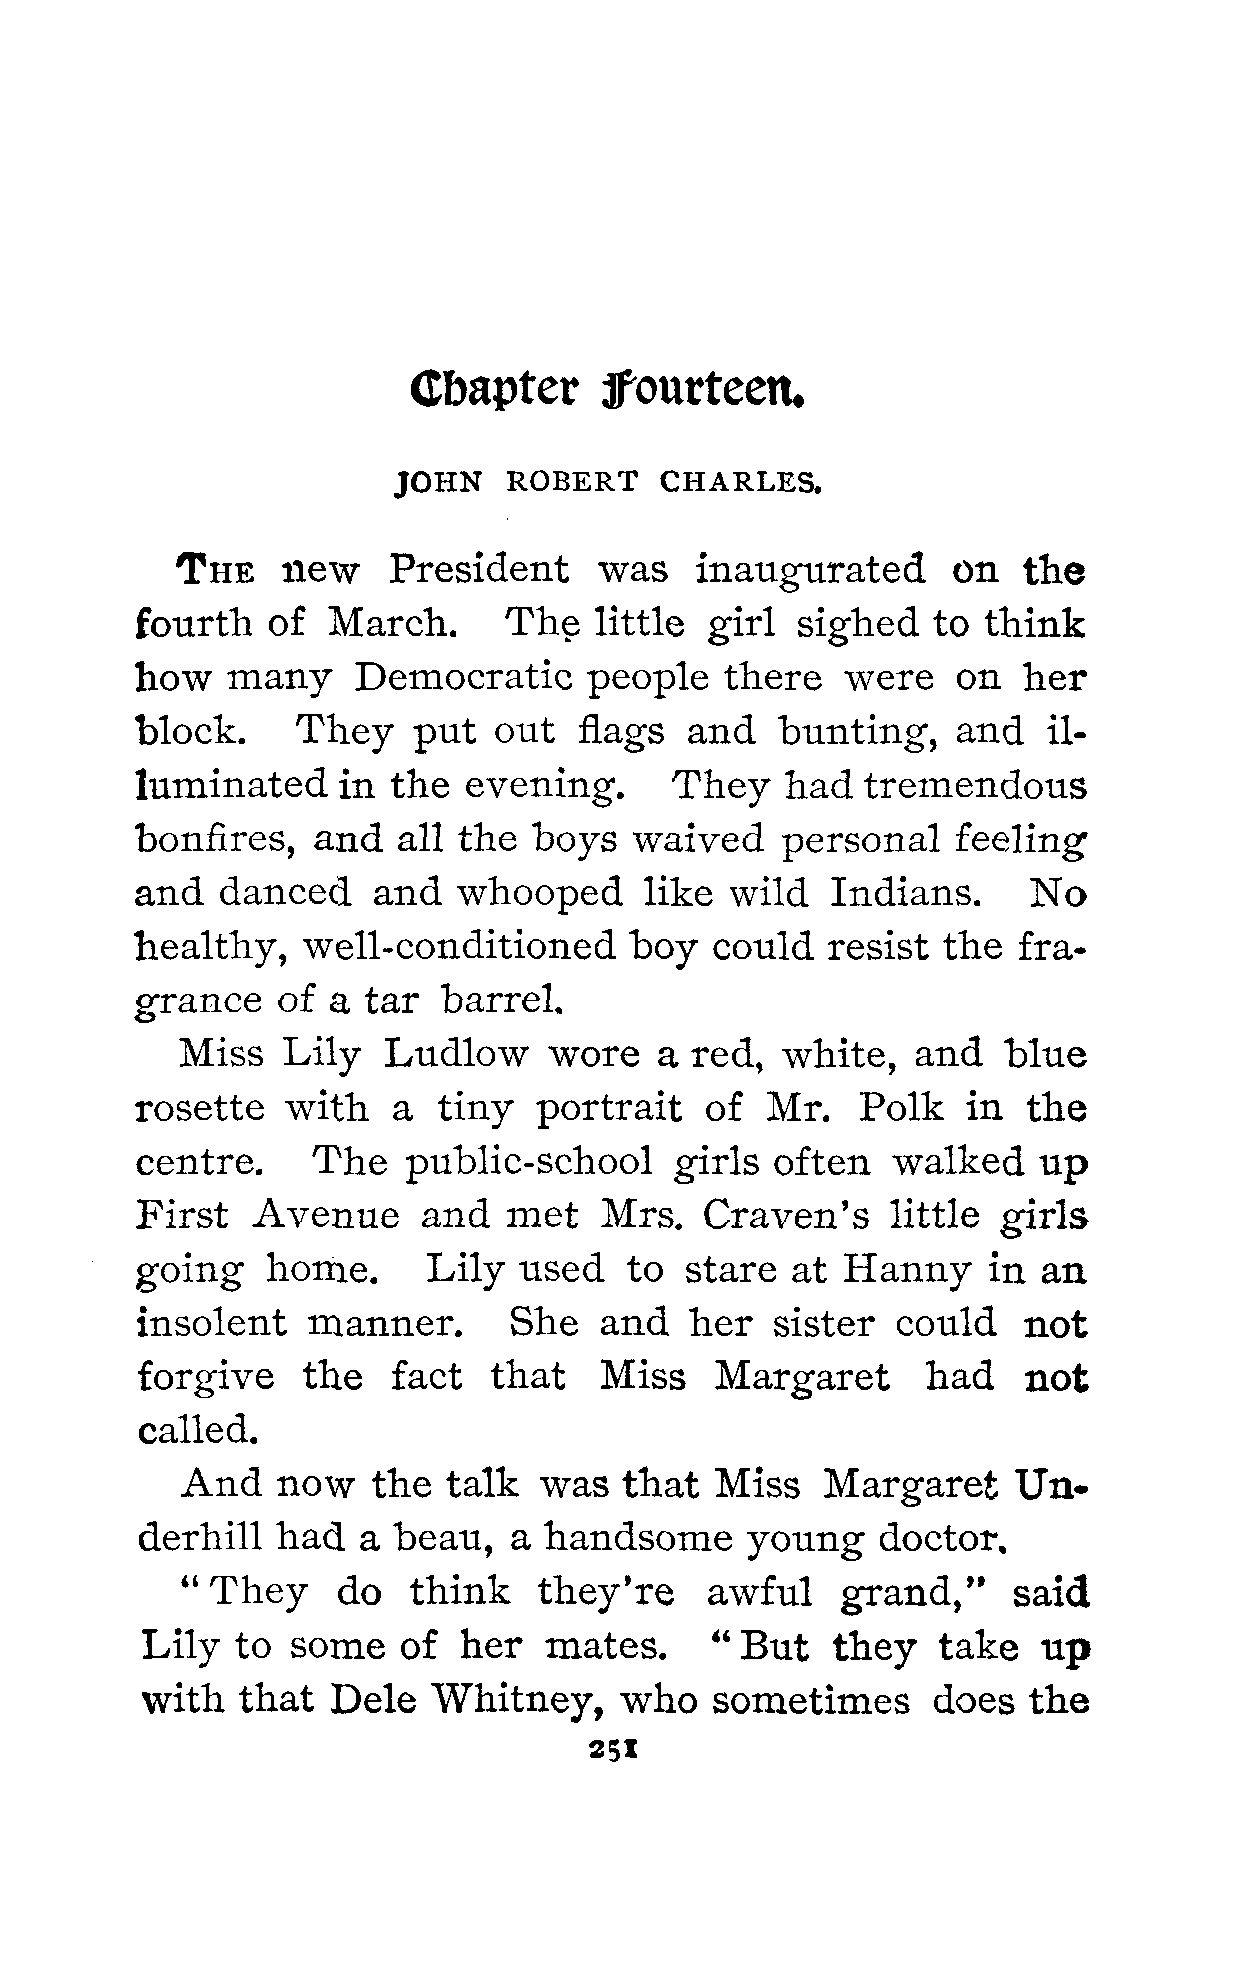 Chapter Fourteen.
JOHN ROBERT CHARLES.
THE new President was inaugurated on the
fourth of March. The little girl sighed to think
how many Democratic people there were on her
block. They put out flags and bunting, and il-
luminated in the evening. They had tremendous
bonfires, and all the boys waived personal feeling
and danced and whooped like wild Indians. No
healthy, well-conditioned boy could resist the fra-
grance of a tar barrel.
Miss Lily Ludlow wore a red, white, and blue
rosette with a tiny portrait of Mr. Polk in the
centre. The public-school girls often walked up
First Avenue and met Mrs. Craven's little girls
going home. Lily used to stare at Hanny in an
insolent manner. She and her sister could not
forgive the fact that Miss Margaret had not
called.
And now the talk was that Miss Margaret Un-
derhill had a beau, a handsome young doctor.
"They do think they're awful grand," said
Lily to some of her mates. "But they take up
with that Dele Whitney, who sometimes does the
251